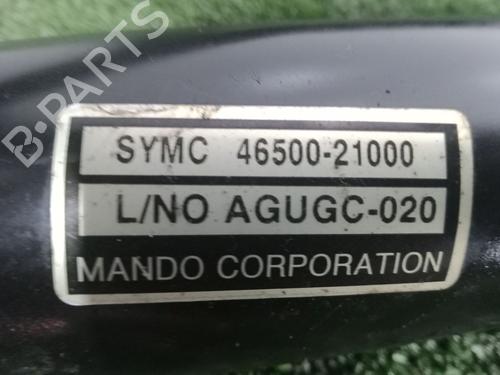 B-PARTS
SYMC 46500-21000
L/NO AGUGC-020
MANDO CORPORATION